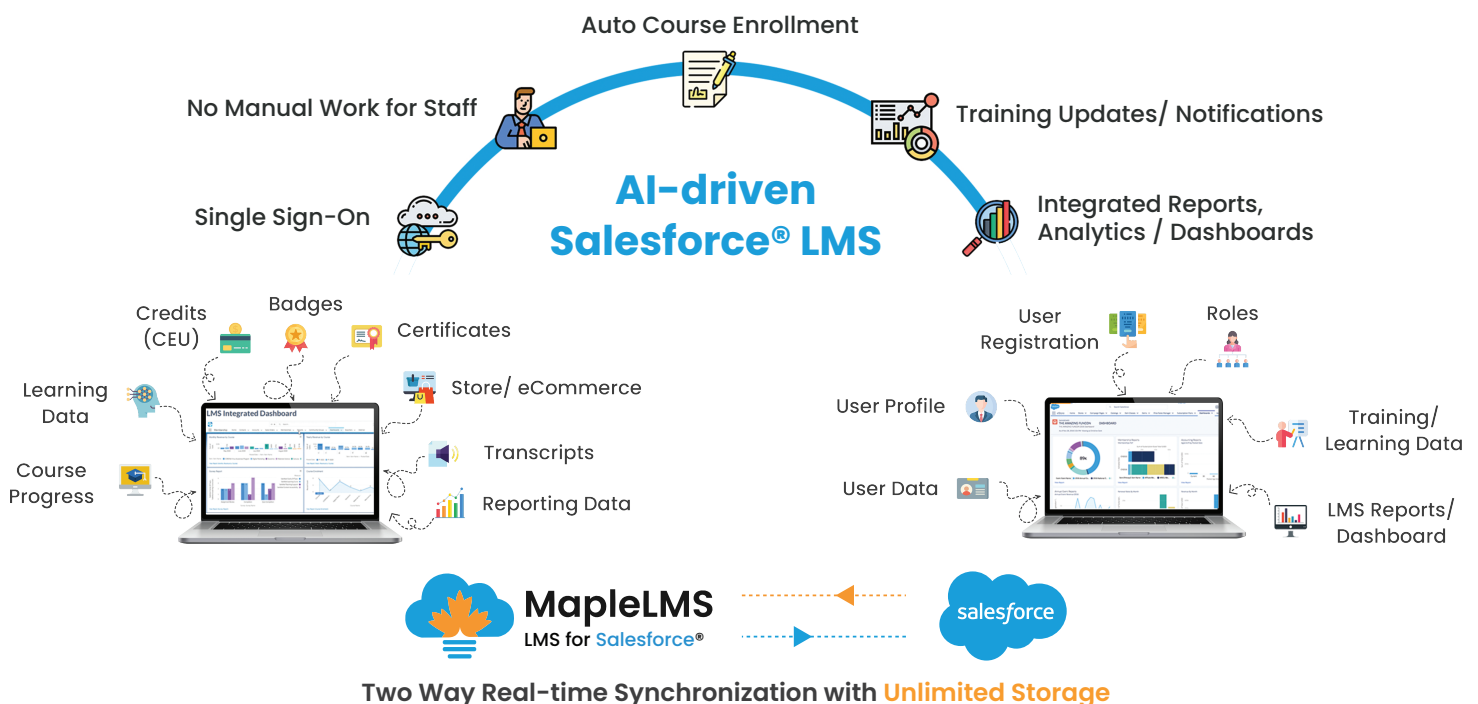 Auto Course Enrollment
No Manual Work for Staff
Training Updates/ Notifications
AI-driven
Salesforce® LMS
Single Sign-On
Integrated Reports,
Analytics / Dashboards
Credits
(CEU)
Badges
Certificates
Learning
Data
Store/ eCommerce
Course
Progress
Transcripts
Reporting Data
LMS Integrated Dashboard
User
Registration
Roles
User Profile
Training/
Learning Data
User Data
LMS Reports/
Dashboard
MapleLMS
LMS for Salesforce®
salesforce
Two Way Real-time Synchronization with Unlimited Storage